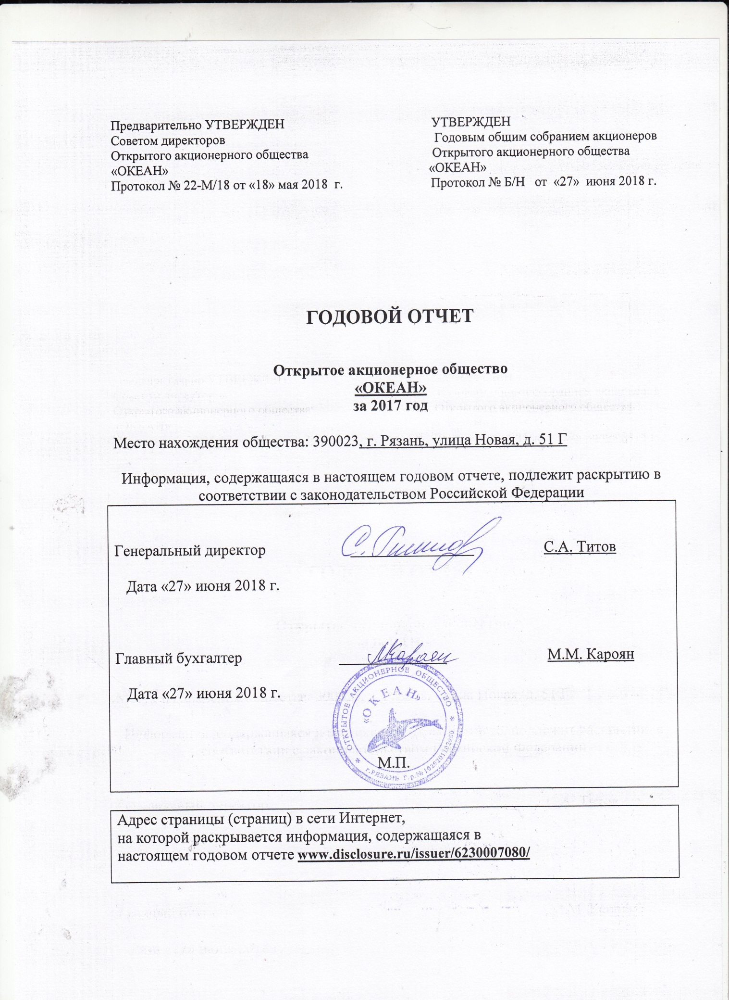 Предварительно УТВЕРЖДЕН
Советом директоров
Открытого акционерного общества
«ОКЕАН»
Протокол № 22-М/18 от «18» мая 2018 г.
УТВЕРЖДЕН
Годовым общим собранием акционеров
Открытого акционерного общества
«ОКЕАН»
Протокол № Б/Н от «27» июня 2018 г.
ГОДОВОЙ ОТЧЕТ
Открытое акционерное общество
«ОКЕАН»
за 2017 год
Место нахождения общества: 390023, г. Рязань, улица Новая, д. 51 Г
Информация, содержащаяся в настоящем годовом отчете, подлежит раскрытию в
соответствии с законодательством Российской Федерации
Генеральный директор С. Титов С.А. Титов
Дата «27» июня 2018 г.
Главный бухгалтер МКароян М.М. Кароян
Дата «27» июня 2018 г.
ОТКРЫТОЕ АКЦИОНЕРНОЕ ОБЩЕСТВО
«ОКЕАН»
г.РЯЗАНЬ Г.р.№1026201102960
М.П.
Адрес страницы (страниц) в сети Интернет,
на которой раскрывается информация, содержащаяся в
настоящем годовом отчете www.disclosure.ru/issuer/6230007080/